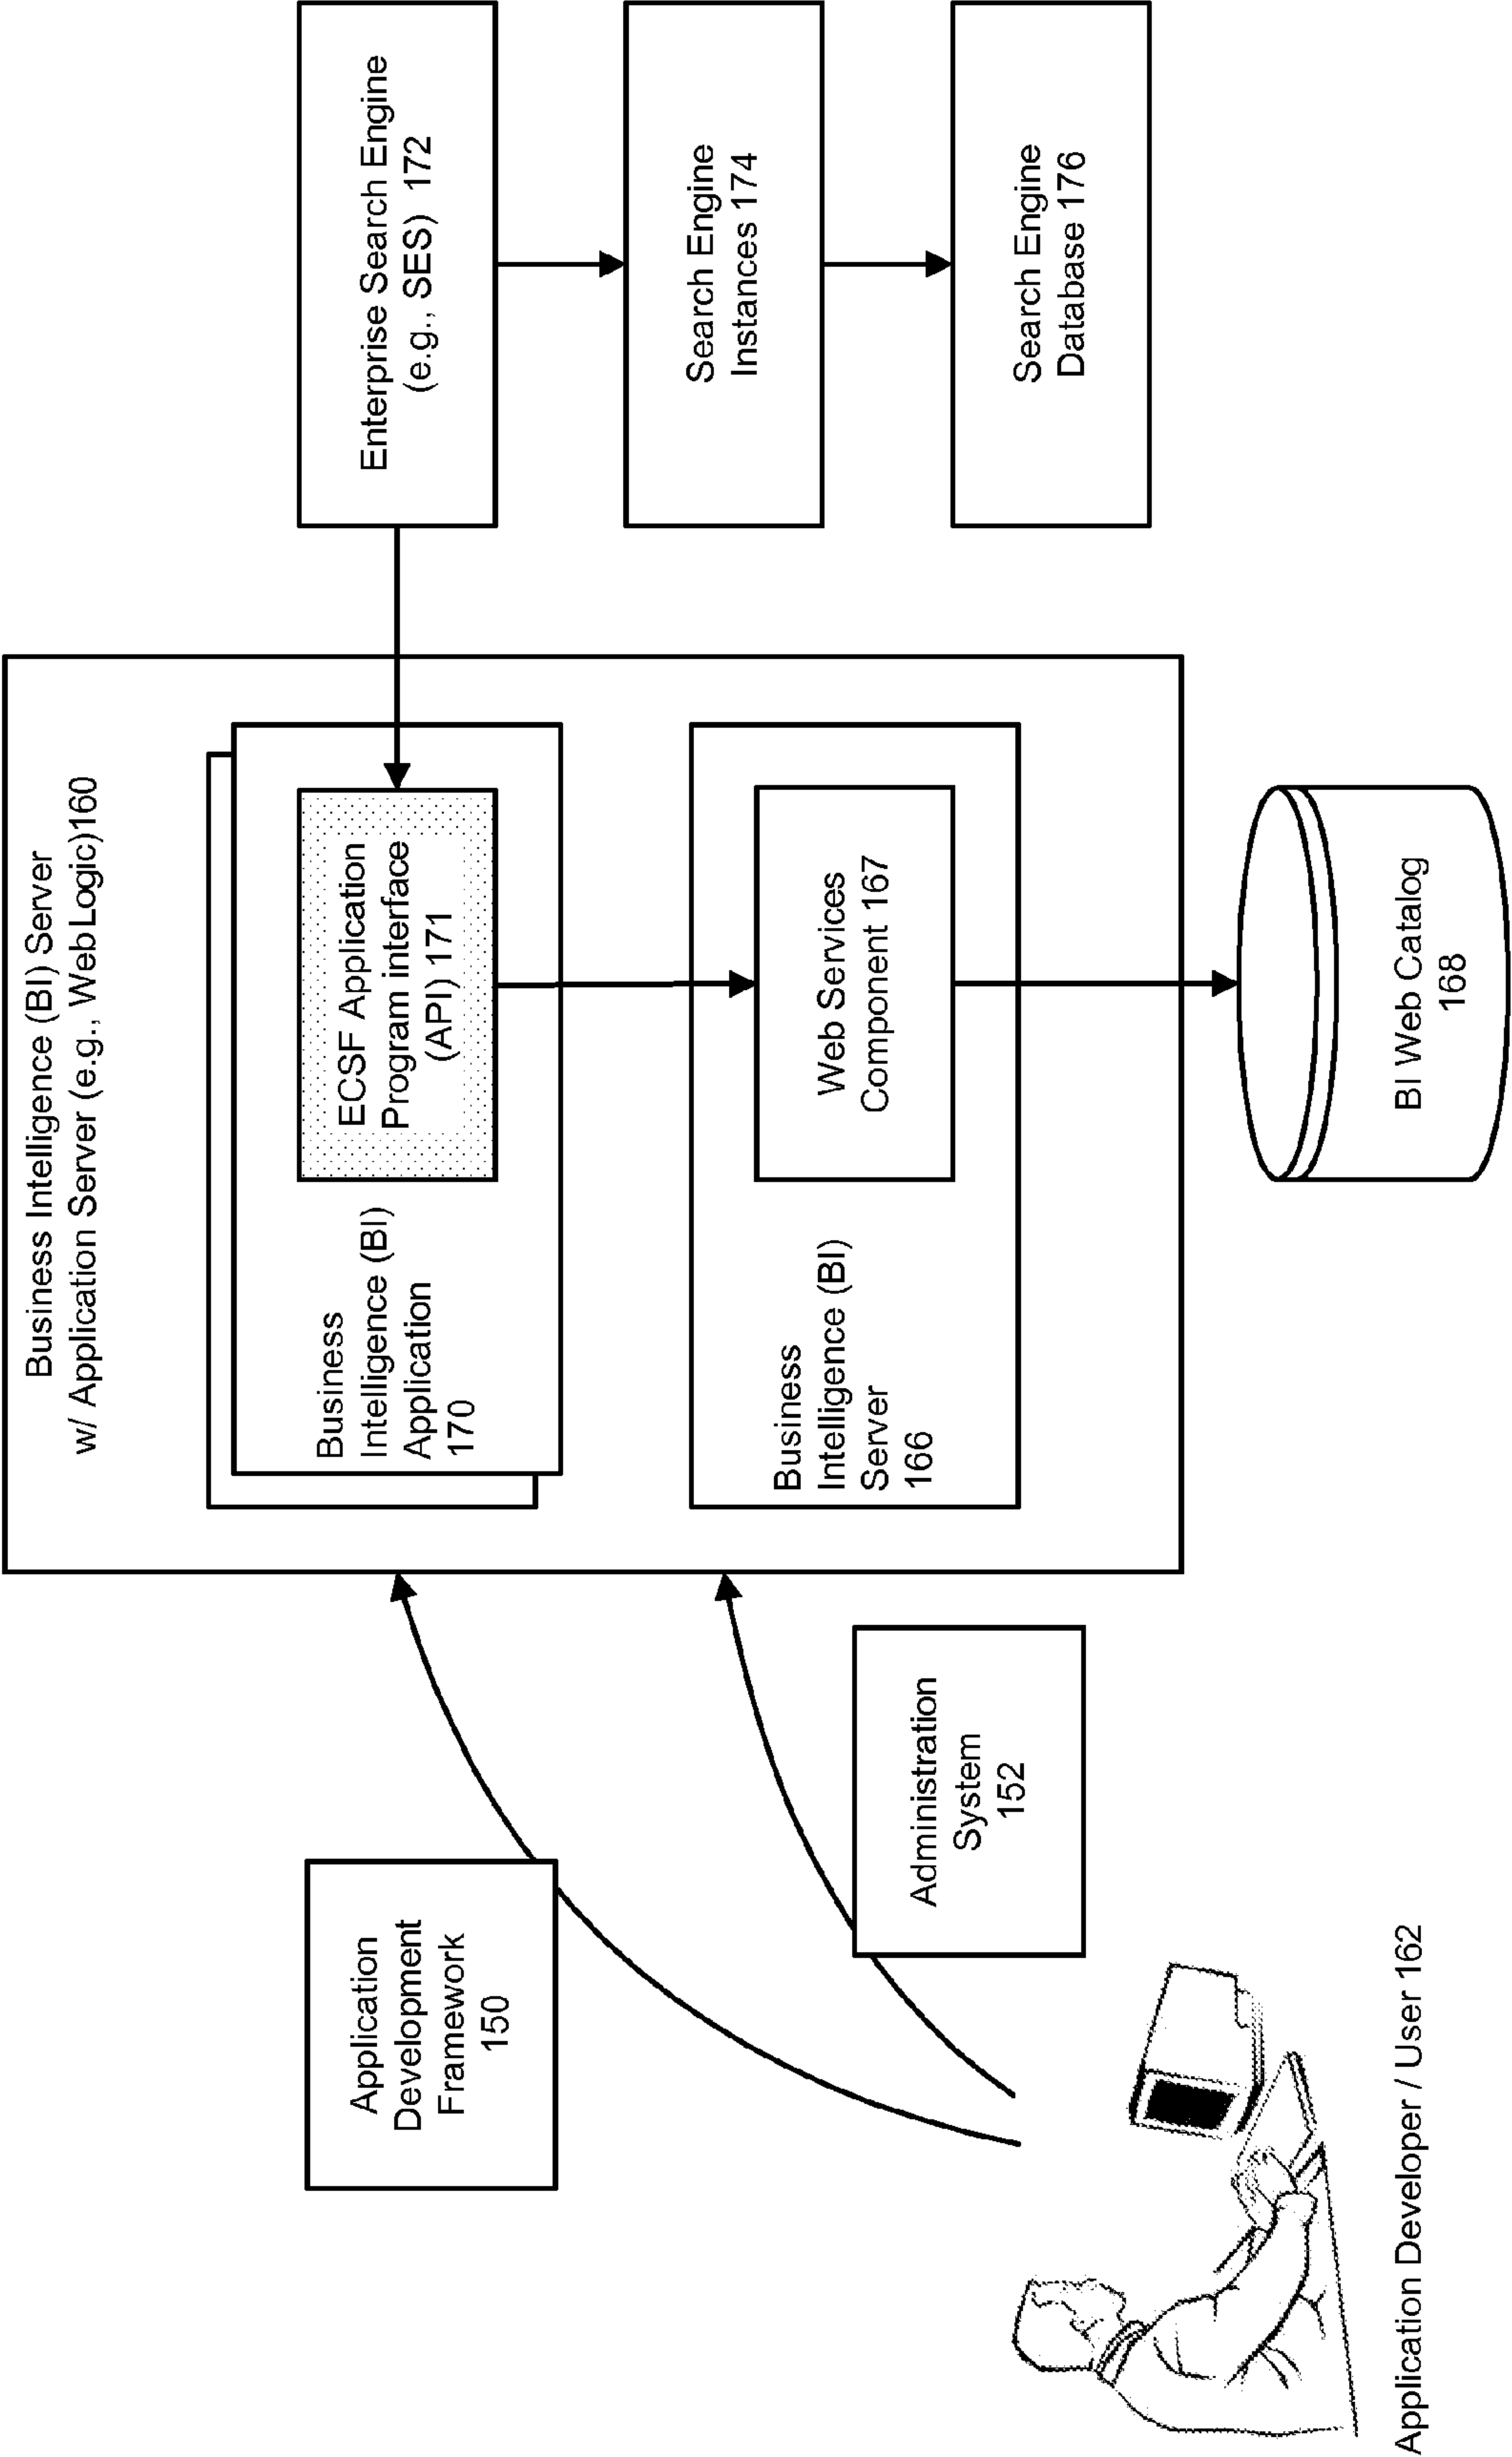 Business Intelligence (BI) Server
w/ Application Server (e.g., WebLogic)160
Application
Development
Framework
150
Business
Intelligence (BI)
Application
170
ECSF Application
Program interface
(API) 171
Enterprise Search Engine
(e.g., SES) 172
Search Engine
Instances 174
Administration
System
152
Business
Intelligence (BI)
Server
166
Web Services
Component 167
Search Engine
Database 176
Application Developer / User 162
BI Web Catalog
168